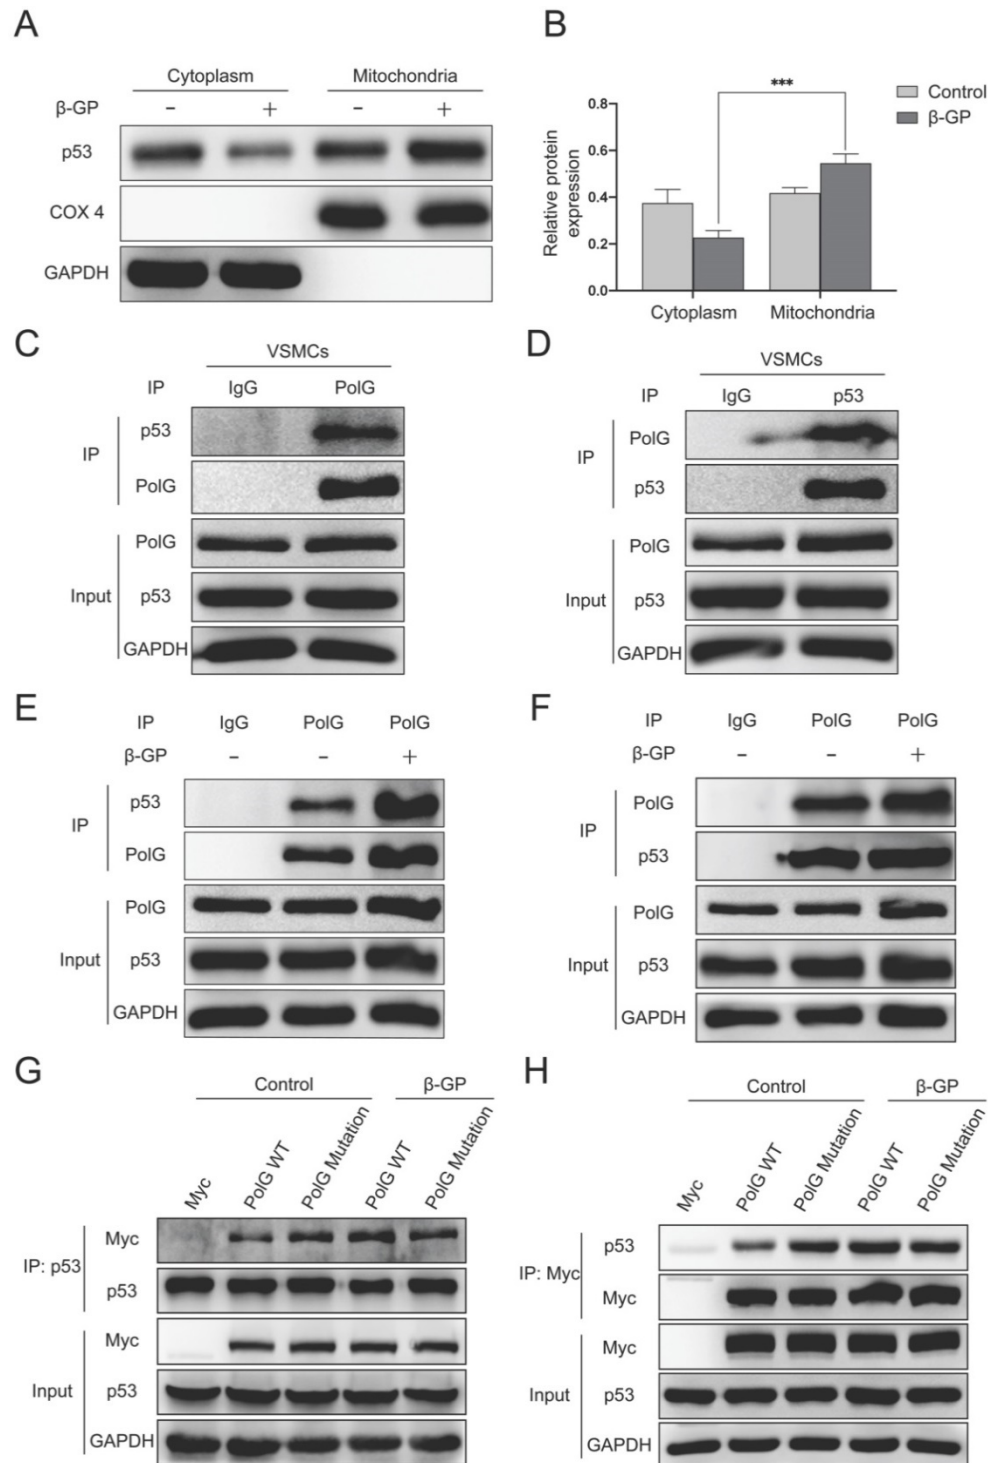 A
Cytoplasm Mitochondria
β-GP − + − +
p53
COX 4
GAPDH
B
***
Control
β-GP
Relative protein
expression
0.8
0.6
0.4
0.2
0.0
Cytoplasm Mitochondria
C
VSMCs
IP IgG PolG
IP
p53
PolG
Input
PolG
p53
GAPDH
D
VSMCs
IP IgG p53
IP
PolG
p53
Input
PolG
p53
GAPDH
E
IP IgG PolG PolG
β-GP − − +
IP
p53
PolG
Input
PolG
p53
GAPDH
F
IP IgG PolG PolG
β-GP − − +
IP
PolG
p53
Input
PolG
p53
GAPDH
G
Control β-GP
Myc PolG WT PolG Mutation PolG WT PolG Mutation
IP: p53
Myc
p53
Input
Myc
p53
GAPDH
H
Control β-GP
Myc PolG WT PolG Mutation PolG WT PolG Mutation
IP: Myc
p53
Myc
Input
Myc
p53
GAPDH